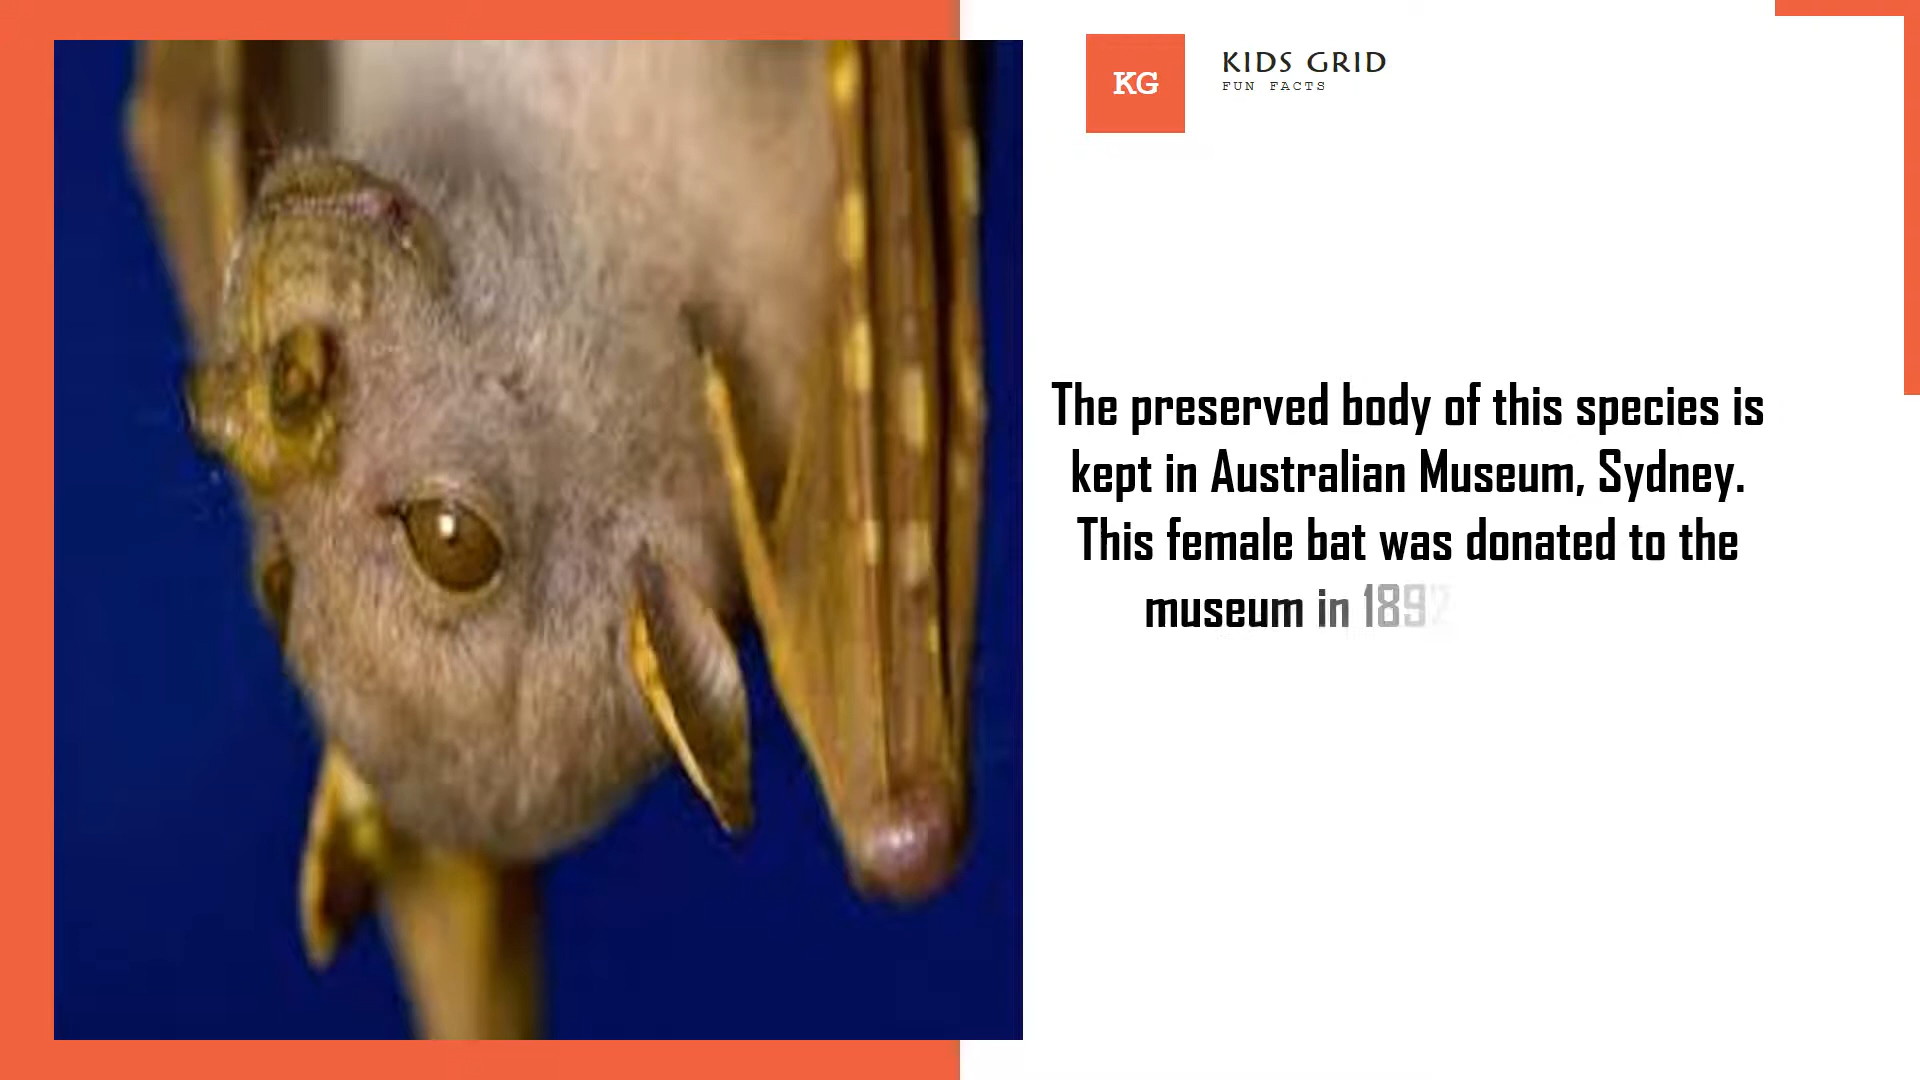 KG
KIDS GRID
FUN FACTS
The preserved body of this species is
kept in Australian Museum, Sydney.
This female bat was donated to the
museum in 1892